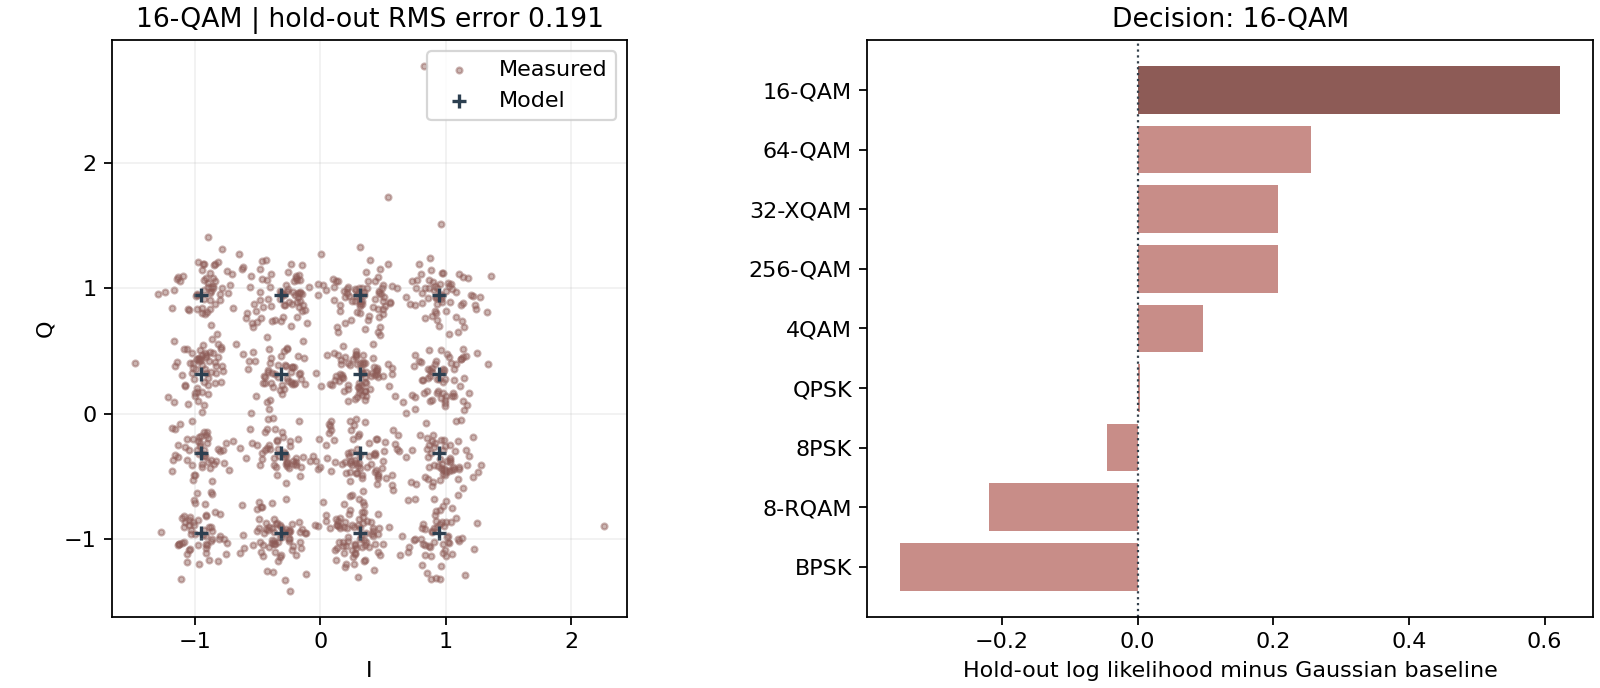 16-QAM | hold-out RMS error 0.191
Measured
Model
2
1
0
−1
Q
−1
0
1
2
I
Decision: 16-QAM
16-QAM
64-QAM
32-XQAM
256-QAM
4QAM
QPSK
8PSK
8-RQAM
BPSK
−0.2
0.0
0.2
0.4
0.6
Hold-out log likelihood minus Gaussian baseline